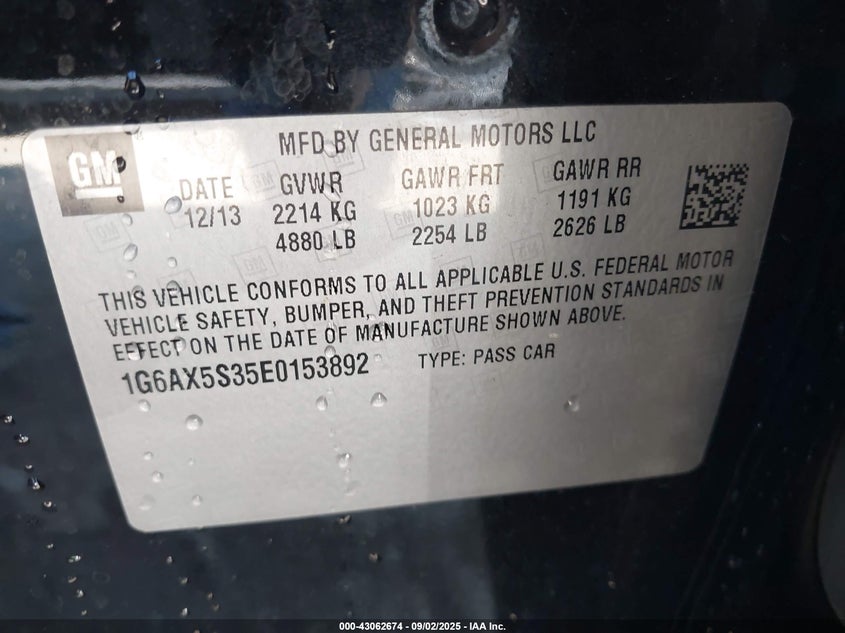 MFD BY GENERAL MOTORS LLC
GM
DATE GVWR GAWR FRT GAWR RR
12/13 2214 KG 1023 KG 1191 KG
4880 LB 2254 LB 2626 LB
THIS VEHICLE CONFORMS TO ALL APPLICABLE U.S. FEDERAL MOTOR
VEHICLE SAFETY, BUMPER, AND THEFT PREVENTION STANDARDS IN
EFFECT ON THE DATE OF MANUFACTURE SHOWN ABOVE.
1G6AX5S35E0153892 TYPE: PASS CAR
000-43062674 - 09/02/2025 - IAA Inc.